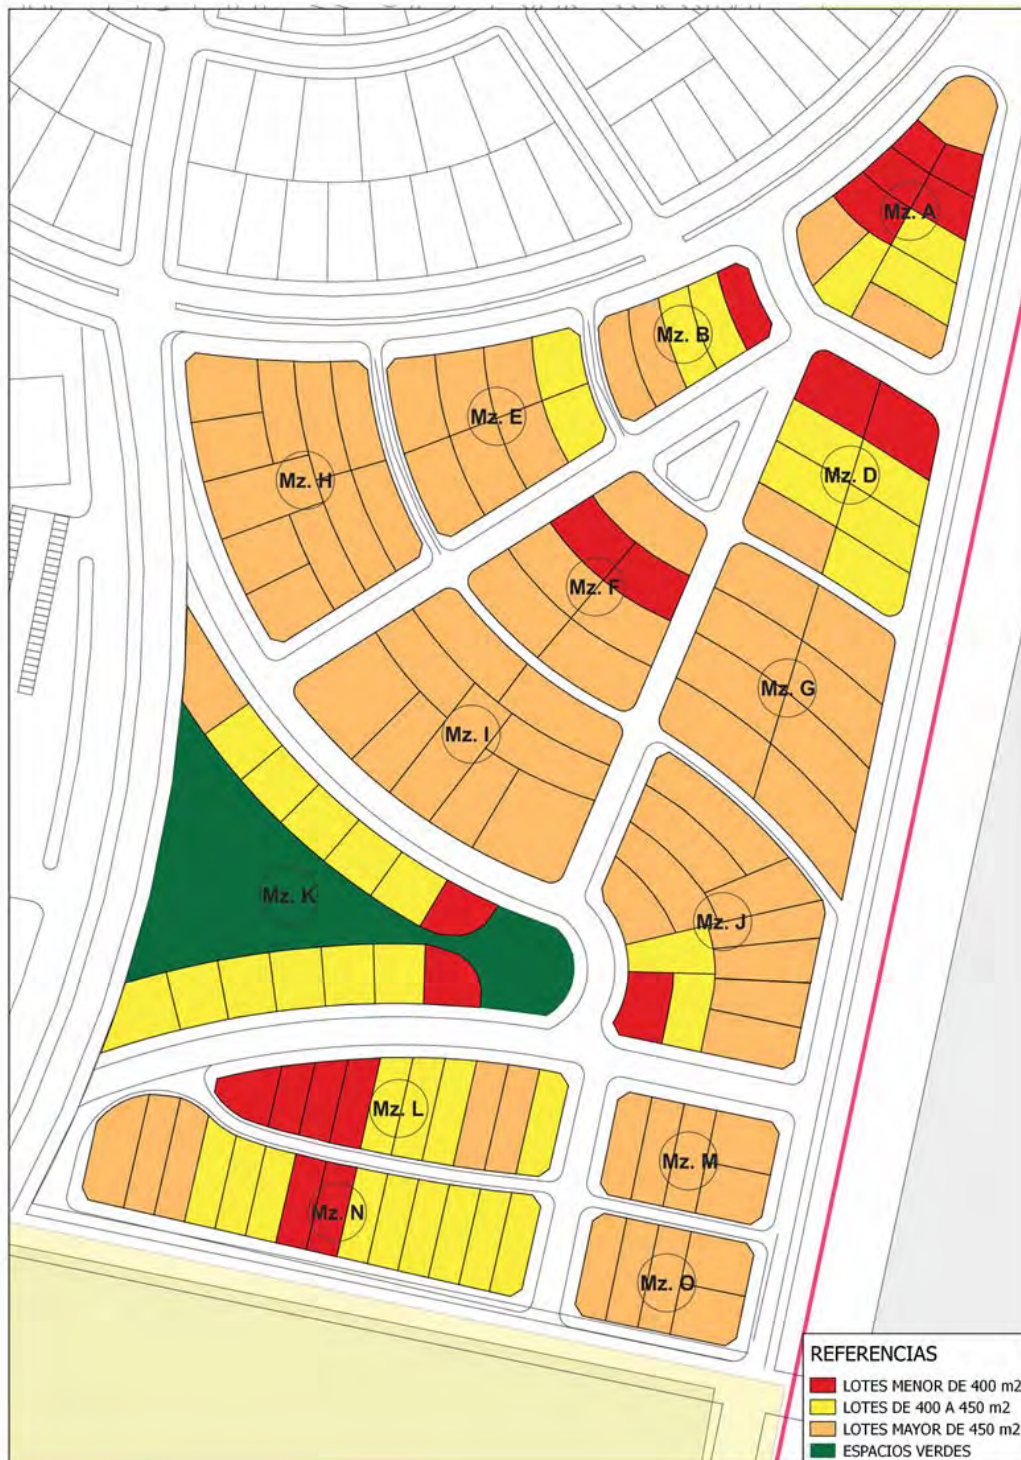 Mz. A
Mz. B
Mz. E
Mz. D
Mz. H
Mz. F
Mz. G
Mz. I
Mz. K
Mz. J
Mz. L
Mz. M
Mz. N
Mz. O
REFERENCIAS
LOTES MENOR DE 400 m2
LOTES DE 400 A 450 m2
LOTES MAYOR DE 450 m2
ESPACIOS VERDES